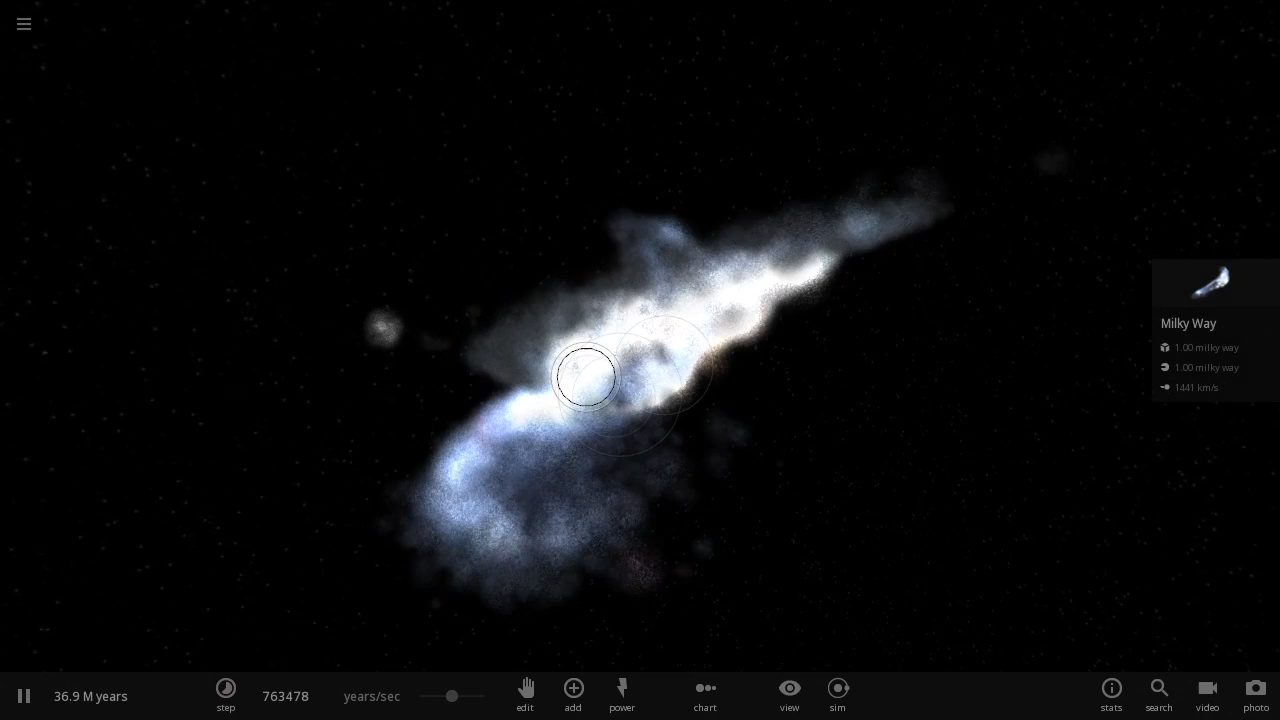 Milky Way
1.00 milky way
1.00 milky way
1441 km/s
36.9 M years
step
763478
years/sec
edit
add
power
chart
view
sim
stats
search
video
photo